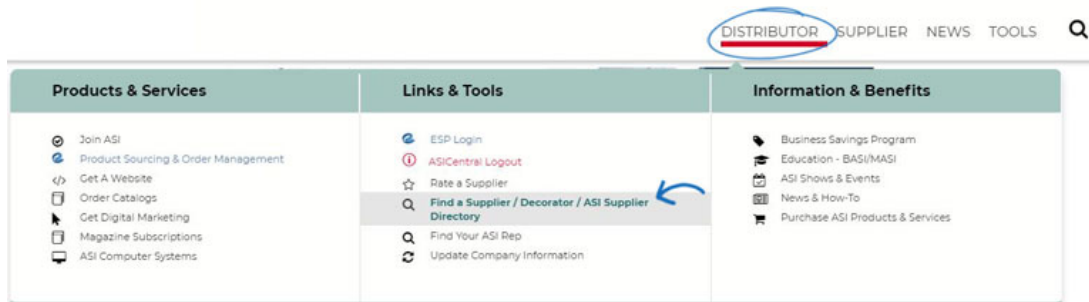 DISTRIBUTOR SUPPLIER NEWS TOOLS
Products & Services
Join ASI
Product Sourcing & Order Management
Get A Website
Order Catalogs
Get Digital Marketing
Magazine Subscriptions
ASI Computer Systems
Links & Tools
ESP Login
ASICentral Logout
Rate a Supplier
Find a Supplier / Decorator / ASI Supplier
Directory
Find Your ASI Rep
Update Company Information
Information & Benefits
Business Savings Program
Education - BASI/MASI
ASI Shows & Events
News & How-To
Purchase ASI Products & Services